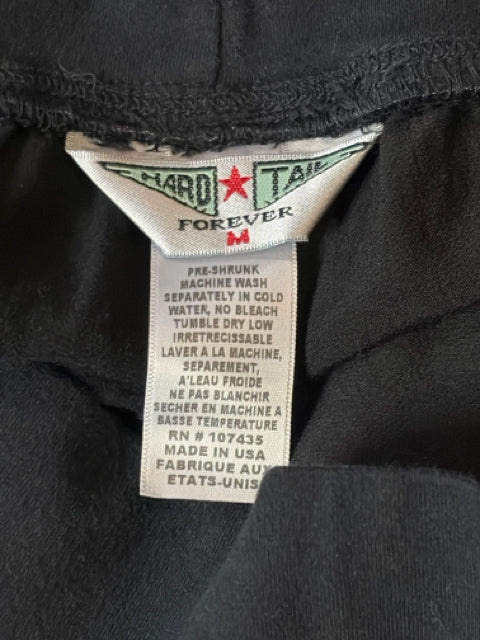 HARD TAIL
FOREVER
M
PRE-SHRUNK
MACHINE WASH
SEPARATELY IN COLD
WATER, NO BLEACH
TUMBLE DRY LOW
IRRETRECISSABLE
LAVER A LA MACHINE,
SEPAREMENT,
A'LEAU FROIDE
NE PAS BLANCHIR
SECHER EN MACHINE A
BASSE TEMPERATURE
RN # 107435
MADE IN USA
FABRIQUE AUX
ETATS-UNIS